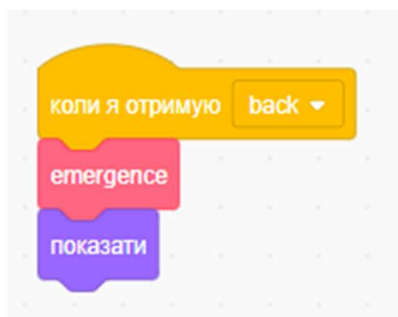 коли я отримую back
emergence
показати